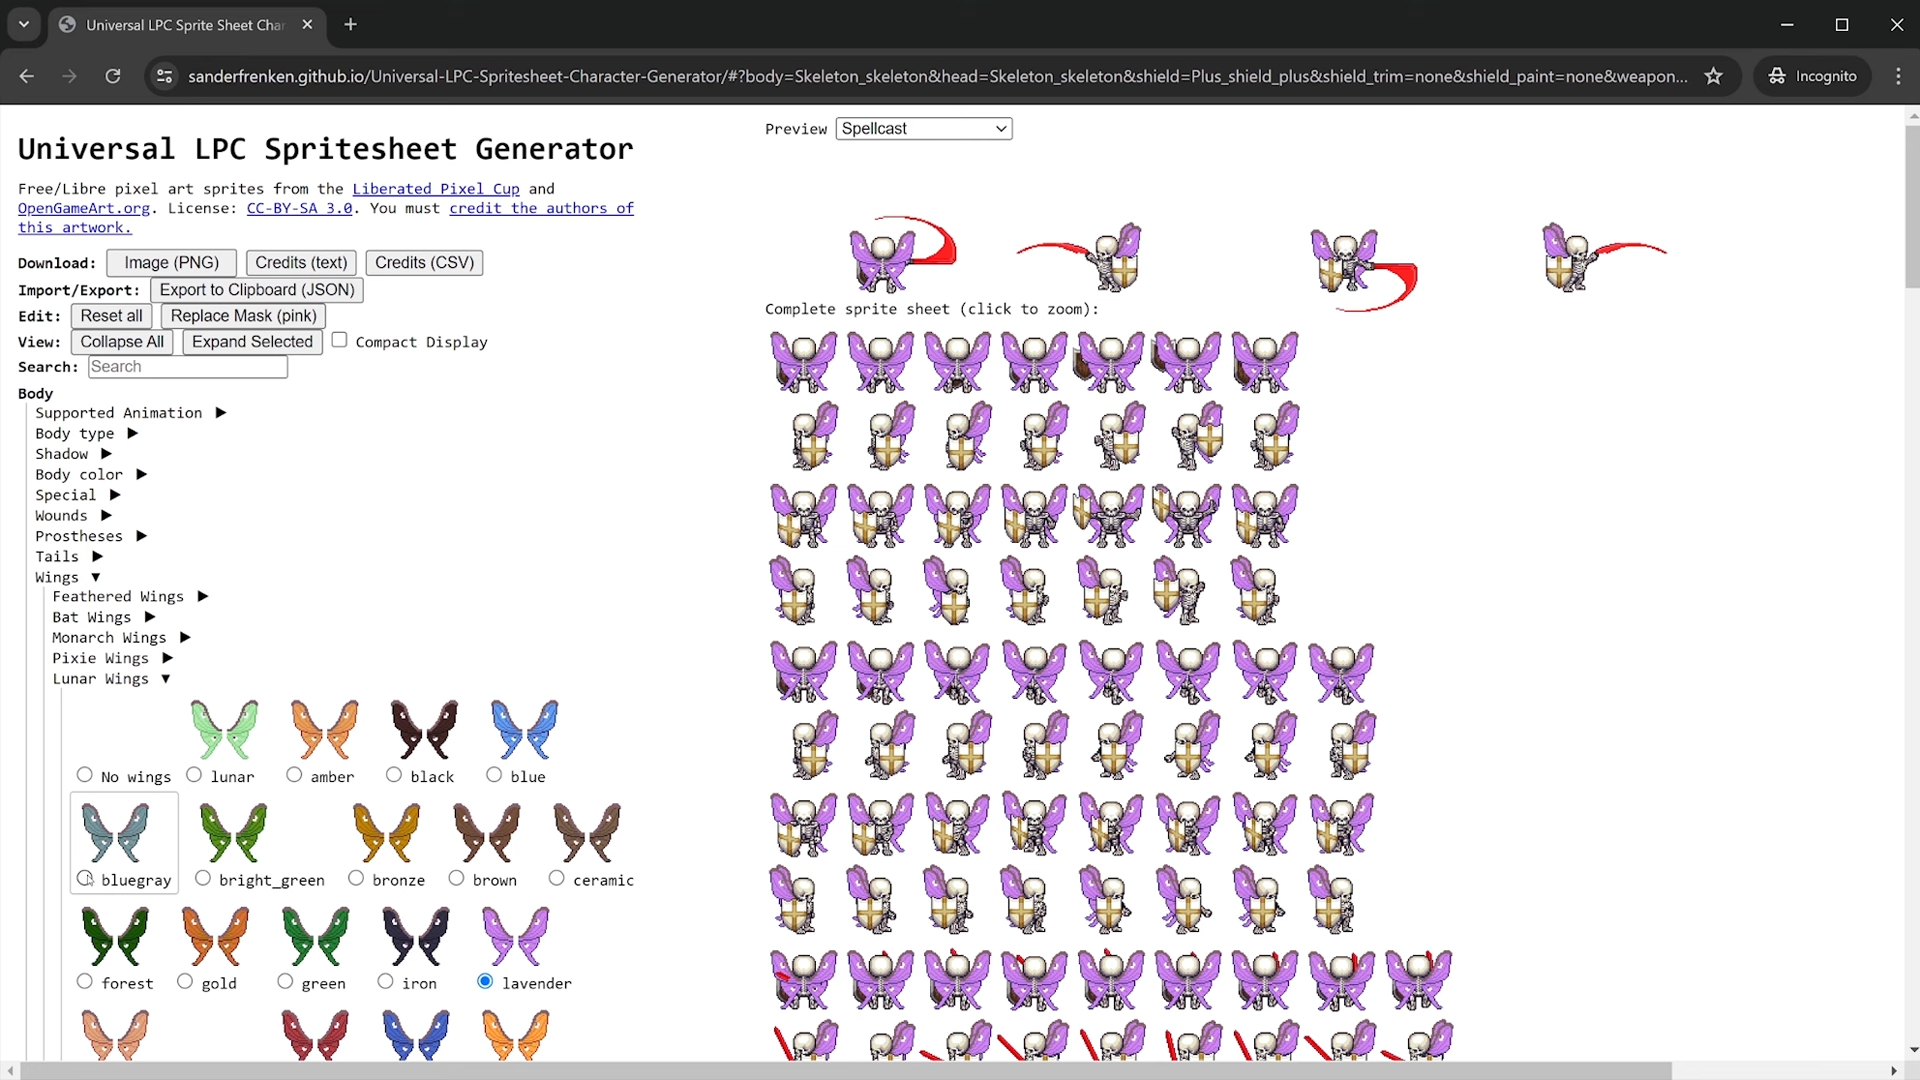 Universal LPC Sprite Sheet Cha
sanderfrenken.github.io/Universal-LPC-Spritesheet-Character-Generator/#?body=Skeleton_skeleton&head=Skeleton_skeleton&shield=Plus_shield_plus&shield_trim=none&shield_paint=none&weapon...
Incognito
Universal LPC Spritesheet Generator
Free/Libre pixel art sprites from the Liberated Pixel Cup and
OpenGameArt.org. License: CC-BY-SA 3.0. You must credit the authors of
this artwork.
Download: Image (PNG) Credits (text) Credits (CSV)
Import/Export: Export to Clipboard (JSON)
Edit: Reset all Replace Mask (pink)
View: Collapse All Expand Selected Compact Display
Search: Search
Body
Supported Animation
Body type
Shadow
Body color
Special
Wounds
Prostheses
Tails
Wings
Feathered Wings
Bat Wings
Monarch Wings
Pixie Wings
Lunar Wings
No wings lunar amber black blue
bluegray bright_green bronze brown ceramic
forest gold green iron lavender
Preview Spellcast
Complete sprite sheet (click to zoom):